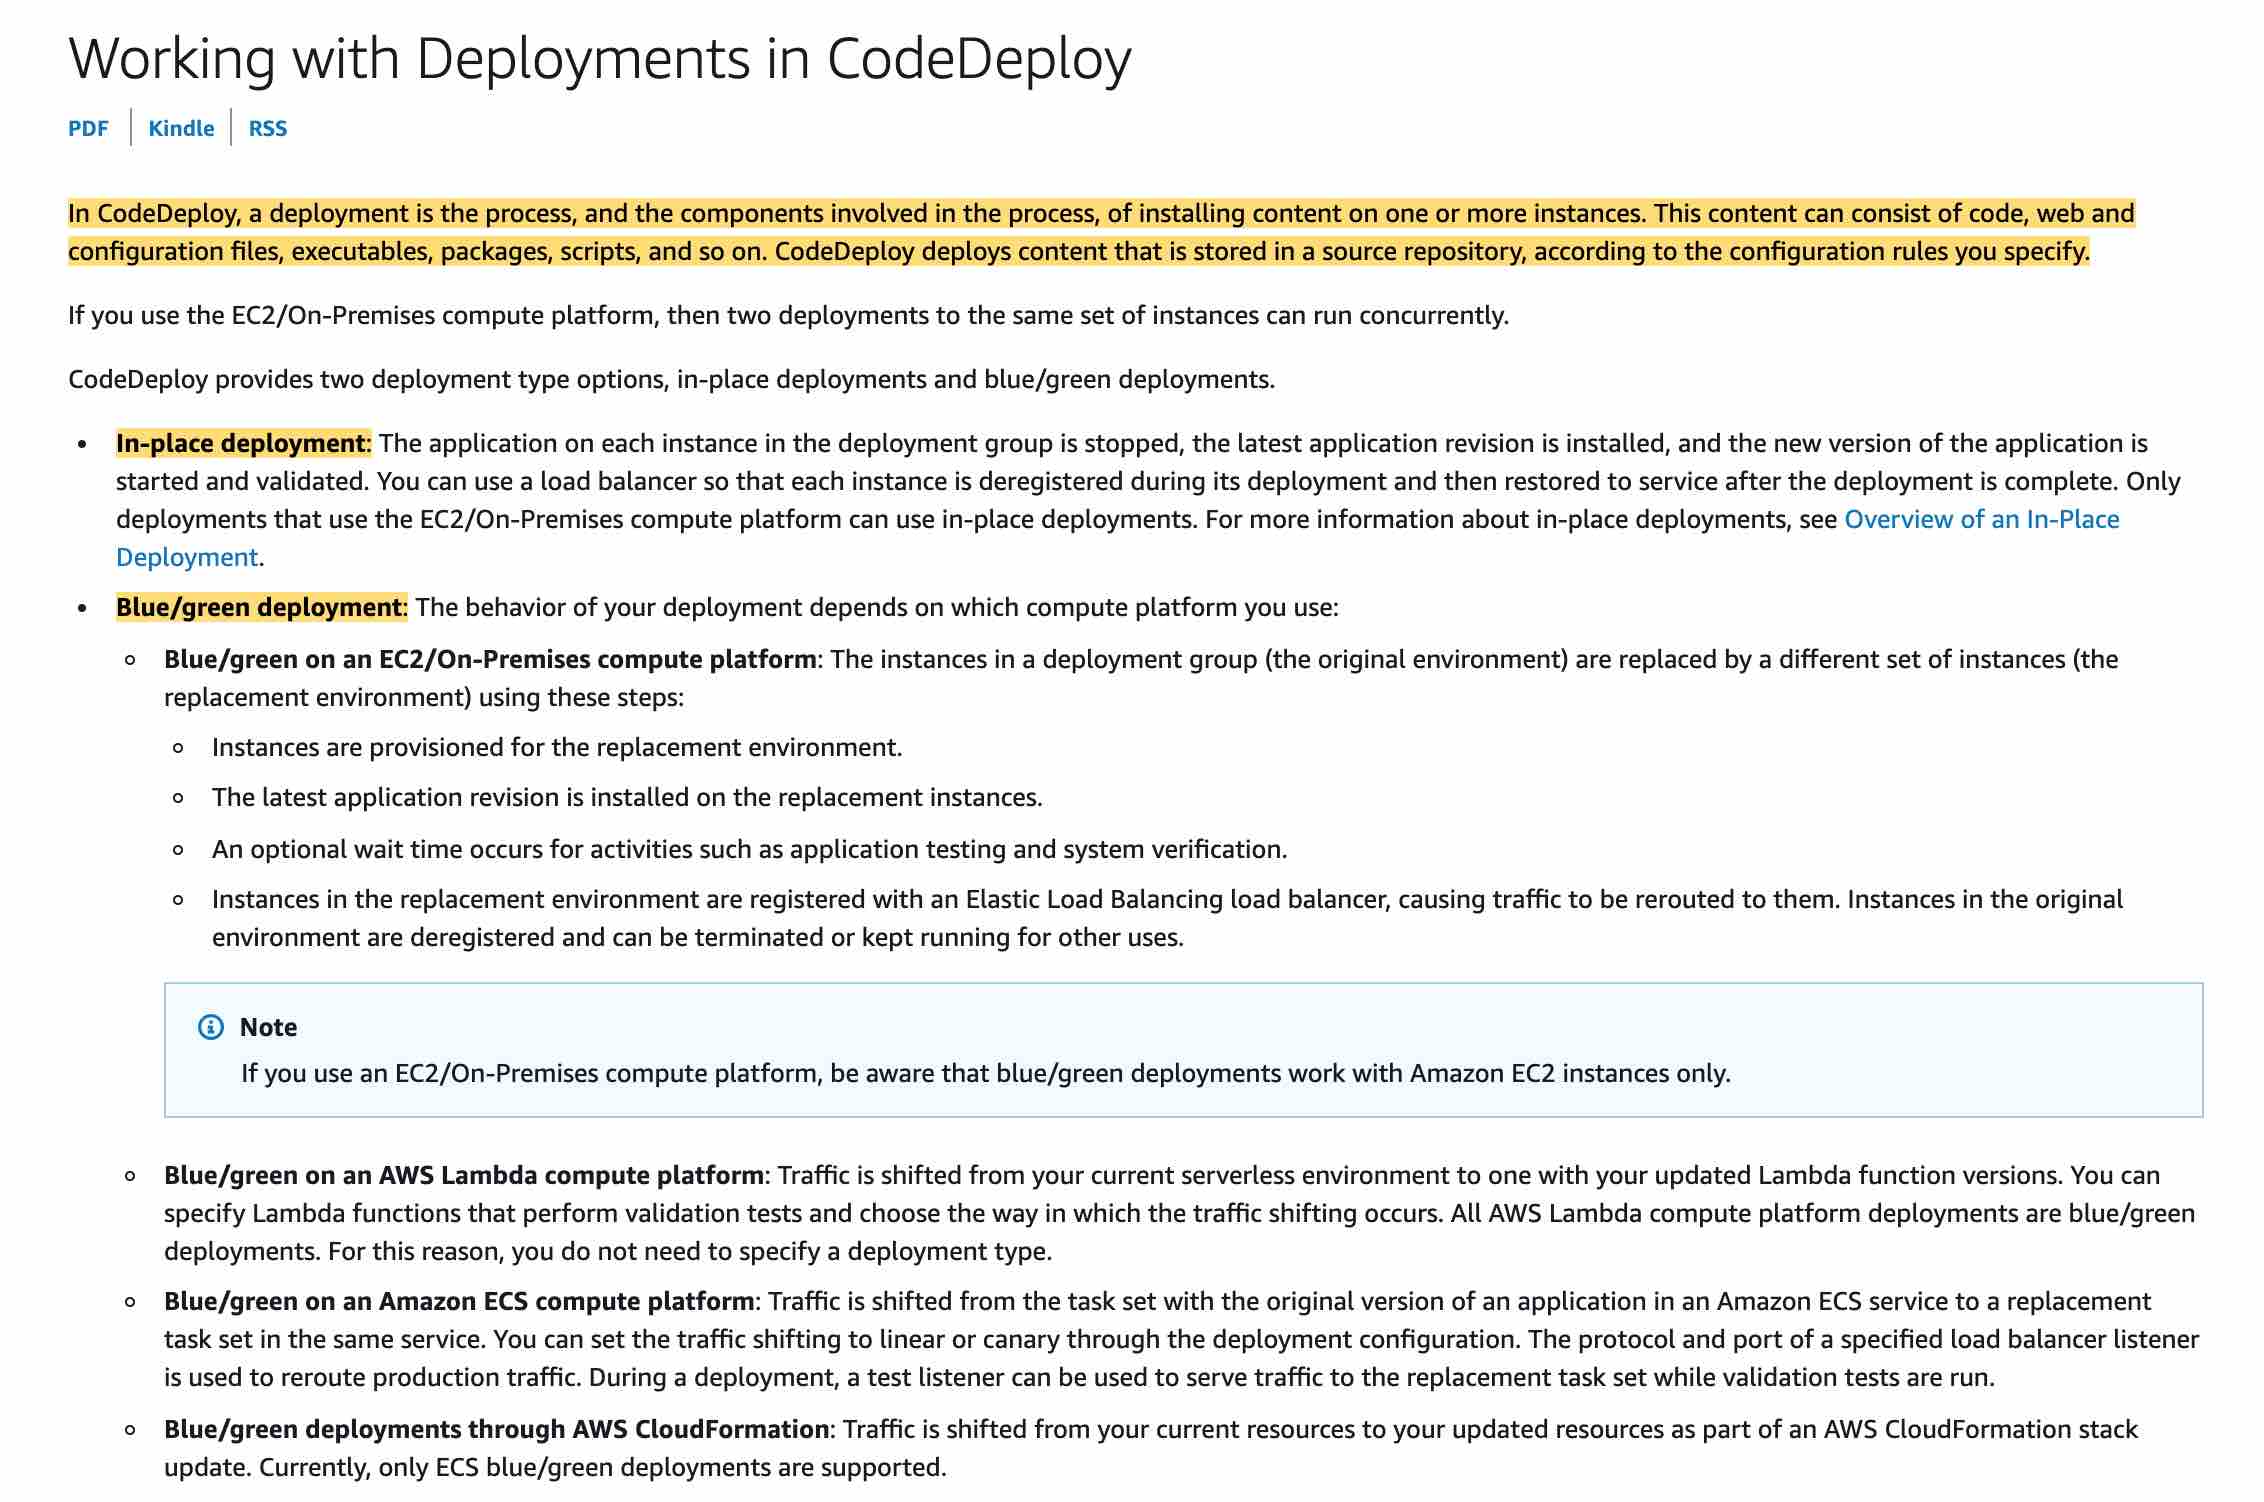 Working with Deployments in CodeDeploy
PDF | Kindle | RSS
In CodeDeploy, a deployment is the process, and the components involved in the process, of installing content on one or more instances. This content can consist of code, web and
configuration files, executables, packages, scripts, and so on. CodeDeploy deploys content that is stored in a source repository, according to the configuration rules you specify.
If you use the EC2/On-Premises compute platform, then two deployments to the same set of instances can run concurrently.
CodeDeploy provides two deployment type options, in-place deployments and blue/green deployments.
• In-place deployment: The application on each instance in the deployment group is stopped, the latest application revision is installed, and the new version of the application is
started and validated. You can use a load balancer so that each instance is deregistered during its deployment and then restored to service after the deployment is complete. Only
deployments that use the EC2/On-Premises compute platform can use in-place deployments. For more information about in-place deployments, see Overview of an In-Place
Deployment.
• Blue/green deployment: The behavior of your deployment depends on which compute platform you use:
◦ Blue/green on an EC2/On-Premises compute platform: The instances in a deployment group (the original environment) are replaced by a different set of instances (the
replacement environment) using these steps:
◦ Instances are provisioned for the replacement environment.
◦ The latest application revision is installed on the replacement instances.
◦ An optional wait time occurs for activities such as application testing and system verification.
◦ Instances in the replacement environment are registered with an Elastic Load Balancing load balancer, causing traffic to be rerouted to them. Instances in the original
environment are deregistered and can be terminated or kept running for other uses.
Note
If you use an EC2/On-Premises compute platform, be aware that blue/green deployments work with Amazon EC2 instances only.
◦ Blue/green on an AWS Lambda compute platform: Traffic is shifted from your current serverless environment to one with your updated Lambda function versions. You can
specify Lambda functions that perform validation tests and choose the way in which the traffic shifting occurs. All AWS Lambda compute platform deployments are blue/green
deployments. For this reason, you do not need to specify a deployment type.
◦ Blue/green on an Amazon ECS compute platform: Traffic is shifted from the task set with the original version of an application in an Amazon ECS service to a replacement
task set in the same service. You can set the traffic shifting to linear or canary through the deployment configuration. The protocol and port of a specified load balancer listener
is used to reroute production traffic. During a deployment, a test listener can be used to serve traffic to the replacement task set while validation tests are run.
◦ Blue/green deployments through AWS CloudFormation: Traffic is shifted from your current resources to your updated resources as part of an AWS CloudFormation stack
update. Currently, only ECS blue/green deployments are supported.